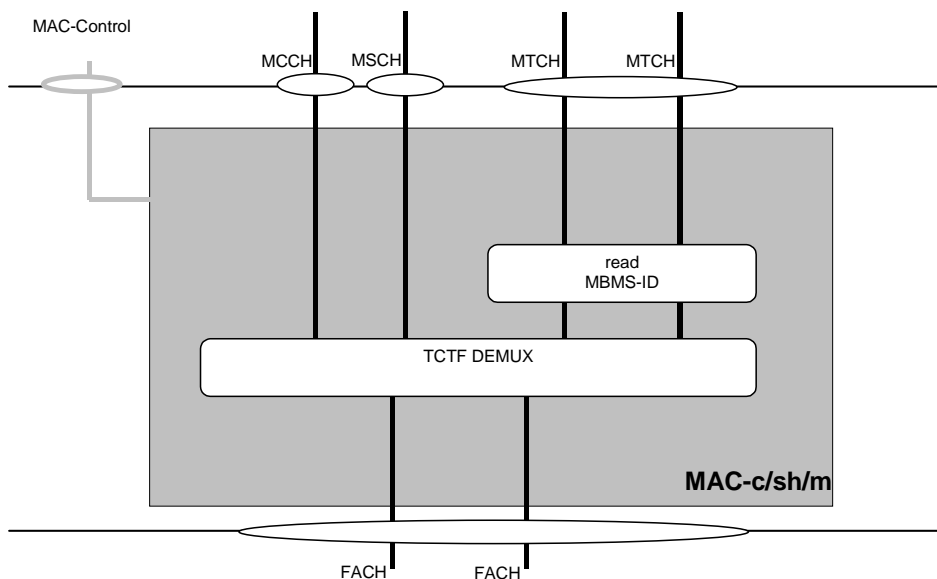 MAC-Control
MCCH
MSCH
MTCH
MTCH
read
MBMS-ID
TCTF DEMUX
MAC-c/sh/m
FACH
FACH